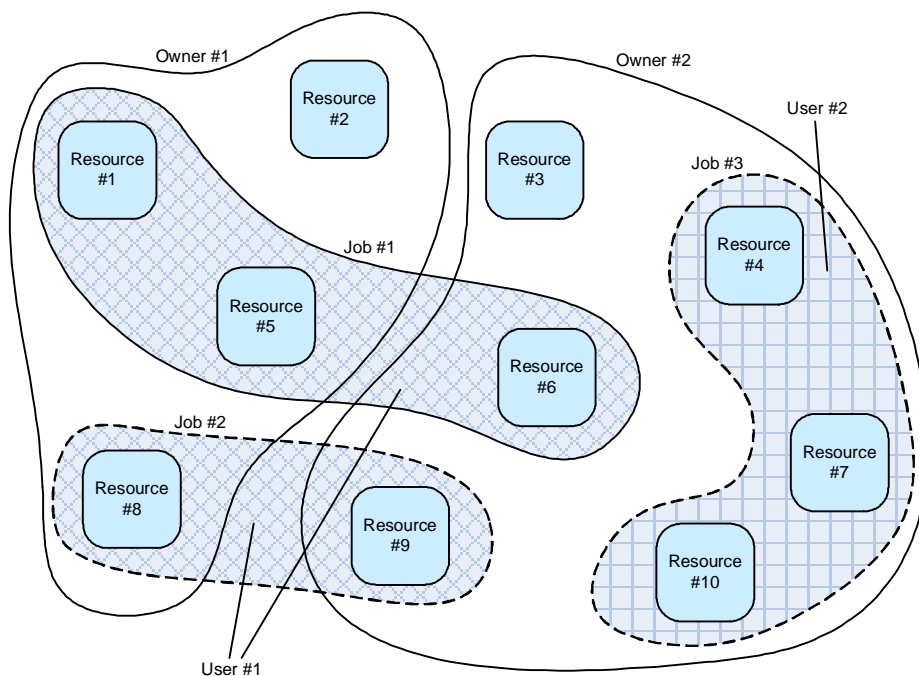 Owner #1
Owner #2
Resource
#2
User #2
Resource
#1
Resource
#3
Job #3
Resource
#4
Job #1
Resource
#5
Resource
#6
Job #2
Resource
#7
Resource
#8
Resource
#9
Resource
#10
User #1